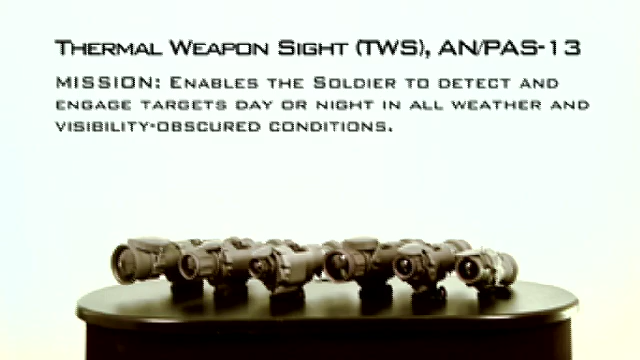 Thermal Weapon Sight (TWS), AN/PAS-13
MISSION: Enables the Soldier to detect and
engage targets day or night in all weather and
visibility-obscured conditions.